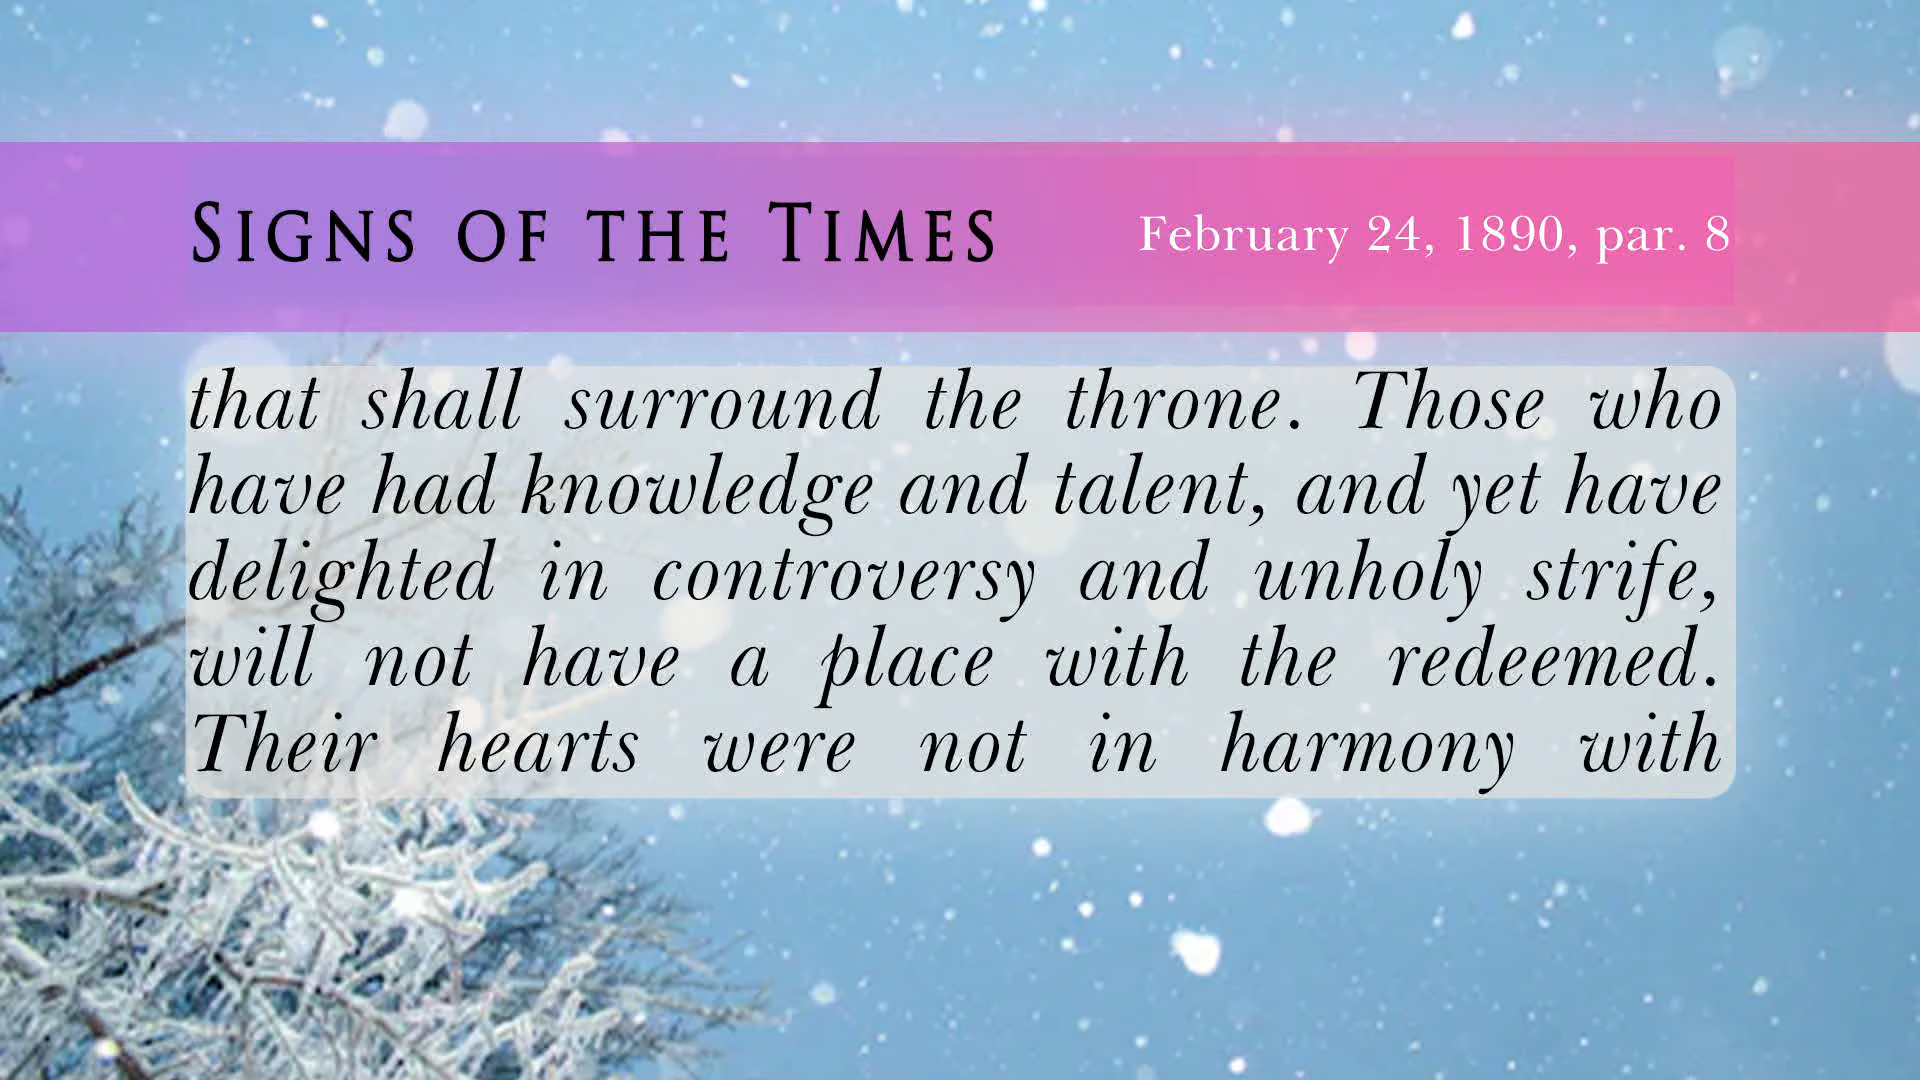 Signs of the Times
February 24, 1890, par. 8
that shall surround the throne. Those who
have had knowledge and talent, and yet have
delighted in controversy and unholy strife,
will not have a place with the redeemed.
Their hearts were not in harmony with